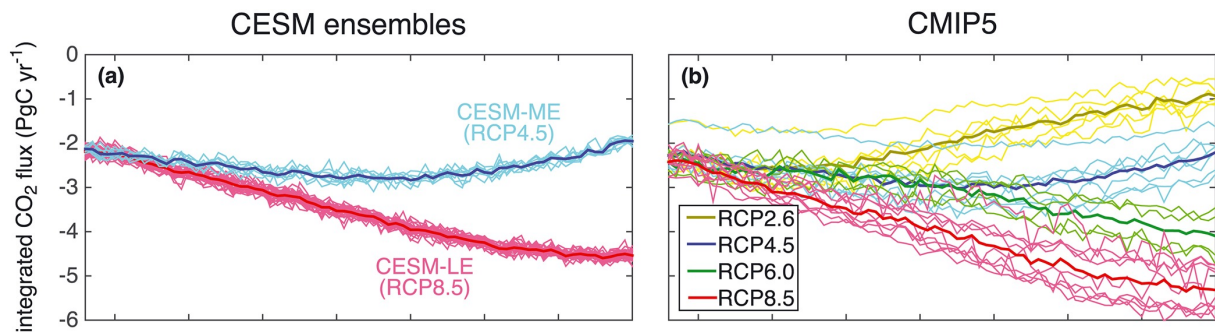 CESM ensembles
CMIP5
integrated CO₂ flux (PgC yr⁻¹)
0
-1
-2
-3
-4
-5
-6
(a)
CESM-ME
(RCP4.5)
CESM-LE
(RCP8.5)
(b)
RCP2.6
RCP4.5
RCP6.0
RCP8.5